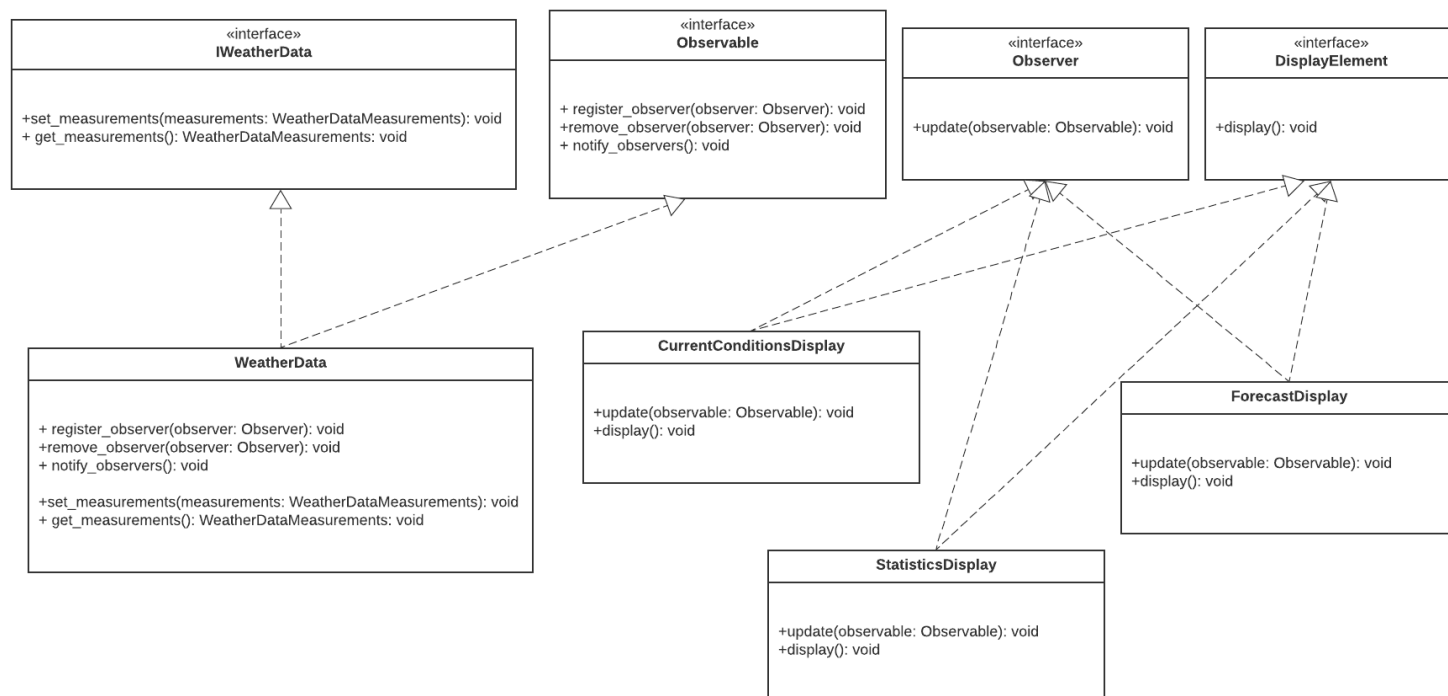 «interface»
IWeatherData
+set_measurements(measurements: WeatherDataMeasurements): void
+ get_measurements(): WeatherDataMeasurements: void
«interface»
Observable
+ register_observer(observer: Observer): void
+remove_observer(observer: Observer): void
+ notify_observers(): void
«interface»
Observer
+update(observable: Observable): void
«interface»
DisplayElement
+display(): void
WeatherData
+ register_observer(observer: Observer): void
+remove_observer(observer: Observer): void
+ notify_observers(): void
+set_measurements(measurements: WeatherDataMeasurements): void
+ get_measurements(): WeatherDataMeasurements: void
CurrentConditionsDisplay
+update(observable: Observable): void
+display(): void
ForecastDisplay
+update(observable: Observable): void
+display(): void
StatisticsDisplay
+update(observable: Observable): void
+display(): void